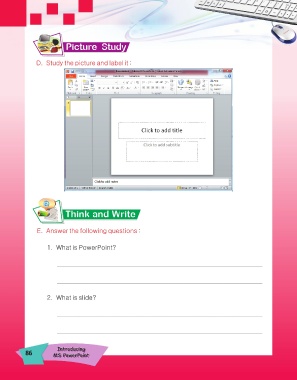 Picture Study
D. Study the picture and label it :
Click to add title
Click to add subtitle
Click to add notes
Think and Write
E. Answer the following questions :
1. What is PowerPoint?
2. What is slide?
86
Introducing
MS PowerPoint